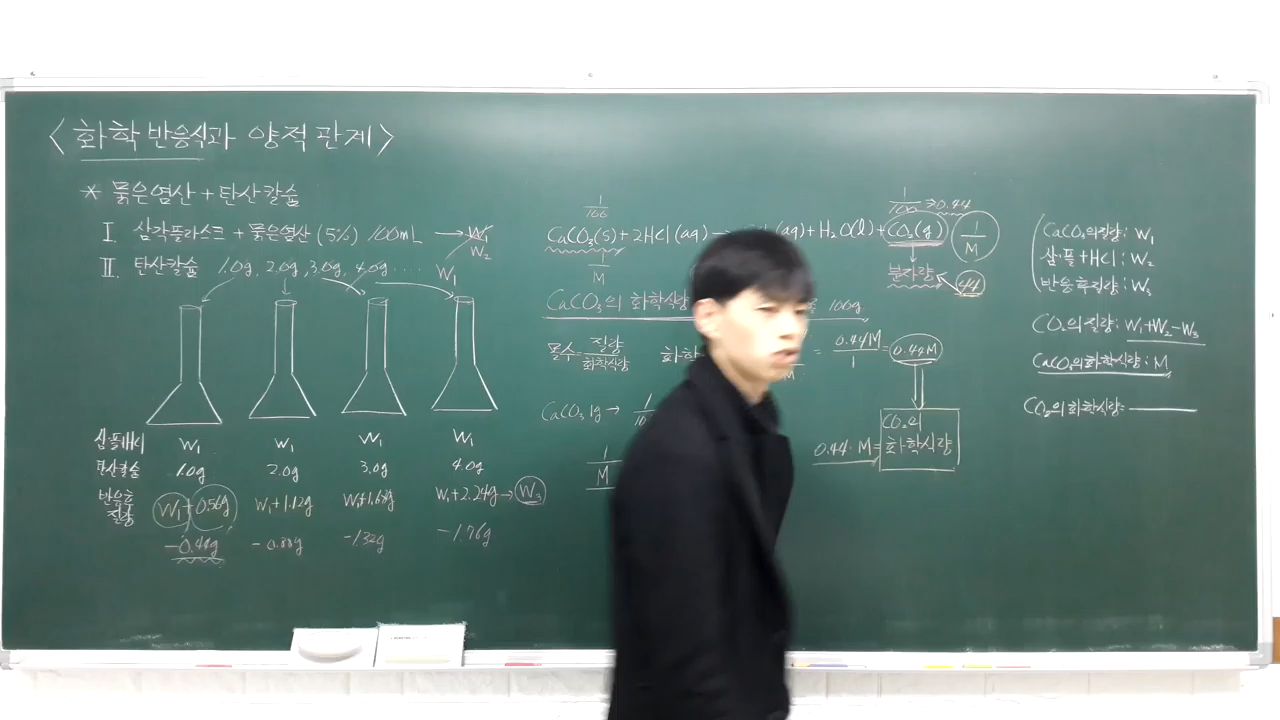 <화학 반응식과 양적 관계>
* 묽은염산 + 탄산칼슘
I. 삼각플라스크 + 묽은염산 (5%) 100mL → W₁
W₂
II. 탄산칼슘 1.0g, 2.0g, 3.0g, 4.0g ····
W₁
삼·플+HCl W₁ W₁ W₁ W₁
탄산칼슘 1.0g 2.0g 3.0g 4.0g
반응후 질량 W₁+0.56g W₁+1.12g W₁+1.68g W₁+2.24g → W₃
-0.44g -0.88g -1.32g -1.76g
1/100
1/100 → 0.44
CaCO₃(s)+2HCl(aq) → (aq)+H₂O(l)+CO₂(g)
1/M
1/M
분자량
44
CaCO₃의 화학식량 100g
몰수=질량/화학식량
= 0.44M/1 = 0.44M
CaCO₃ 1g →
1/M
0.44·M = CO₂의 화학식량
CaCO₃의질량: W₁
삼·플+HCl: W₂
반응후질량: W₃
CO₂의 질량: W₁+W₂-W₃
CaCO₃의화학식량: M
CO₂의화학식량=